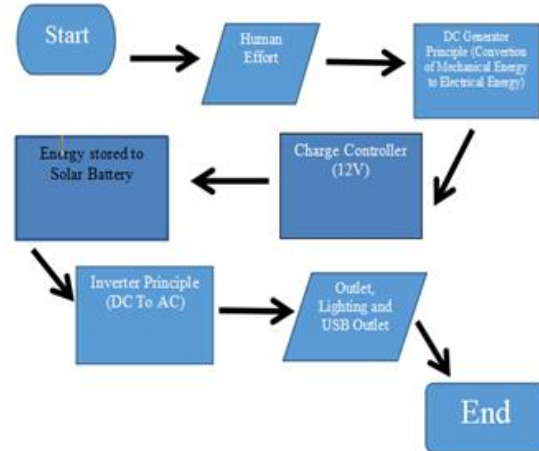 Start
Human
Effort
DC Generator
Principle (Convertion
of Mechanical Energy
to Electrical Energy)
Energy stored to
Solar Battery
Charge Controller
(12V)
Inverter Principle
(DC To AC)
Outlet,
Lighting and
USB Outlet
End